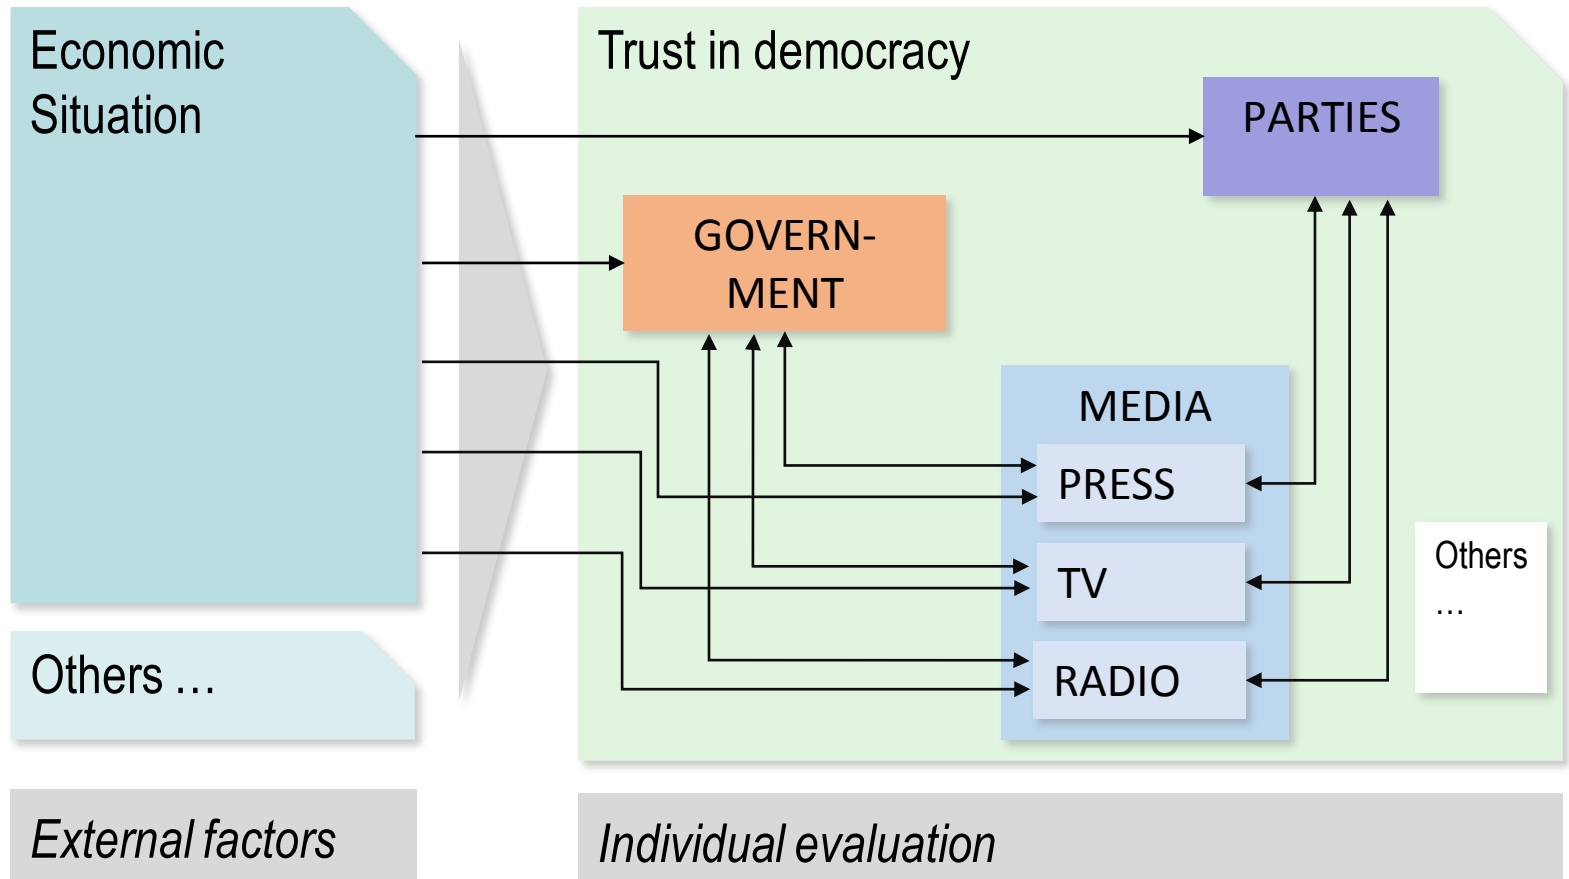 Economic
Situation
Trust in democracy
PARTIES
GOVERN-
MENT
MEDIA
PRESS
TV
RADIO
Others
...
Others ...
External factors
Individual evaluation